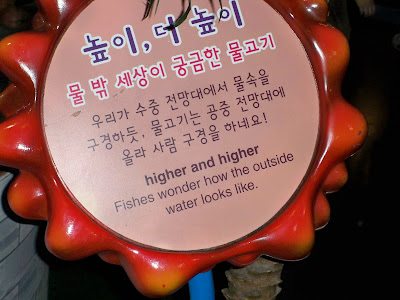 높이, 더 높이
물 밖 세상이 궁금한 물고기
우리가 수중 전망대에서 물속을
구경하듯, 물고기는 공중 전망대에
올라 사람 구경을 하네요!
higher and higher
Fishes wonder how the outside
water looks like.